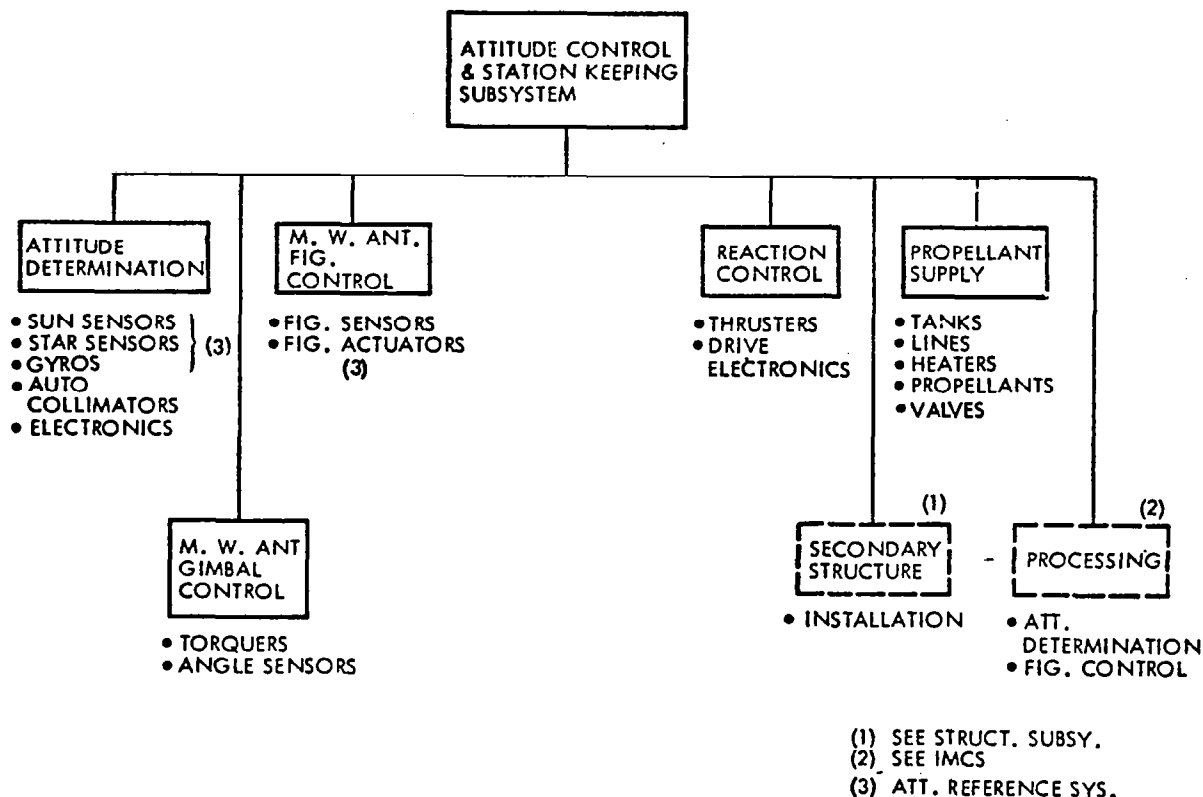 ATTITUDE CONTROL
& STATION KEEPING
SUBSYSTEM
ATTITUDE
DETERMINATION
• SUN SENSORS
• STAR SENSORS
• GYROS
(3)
• AUTO
COLLIMATORS
• ELECTRONICS
M. W. ANT.
FIG.
CONTROL
• FIG. SENSORS
• FIG. ACTUATORS
(3)
REACTION
CONTROL
• THRUSTERS
• DRIVE
ELECTRONICS
PROPELLANT
SUPPLY
• TANKS
• LINES
• HEATERS
• PROPELLANTS
• VALVES
M. W. ANT
GIMBAL
CONTROL
• TORQUERS
• ANGLE SENSORS
(1)
SECONDARY
STRUCTURE
• INSTALLATION
(2)
PROCESSING
• ATT.
DETERMINATION
• FIG. CONTROL
(1) SEE STRUCT. SUBSY.
(2) SEE IMCS
(3) ATT. REFERENCE SYS.